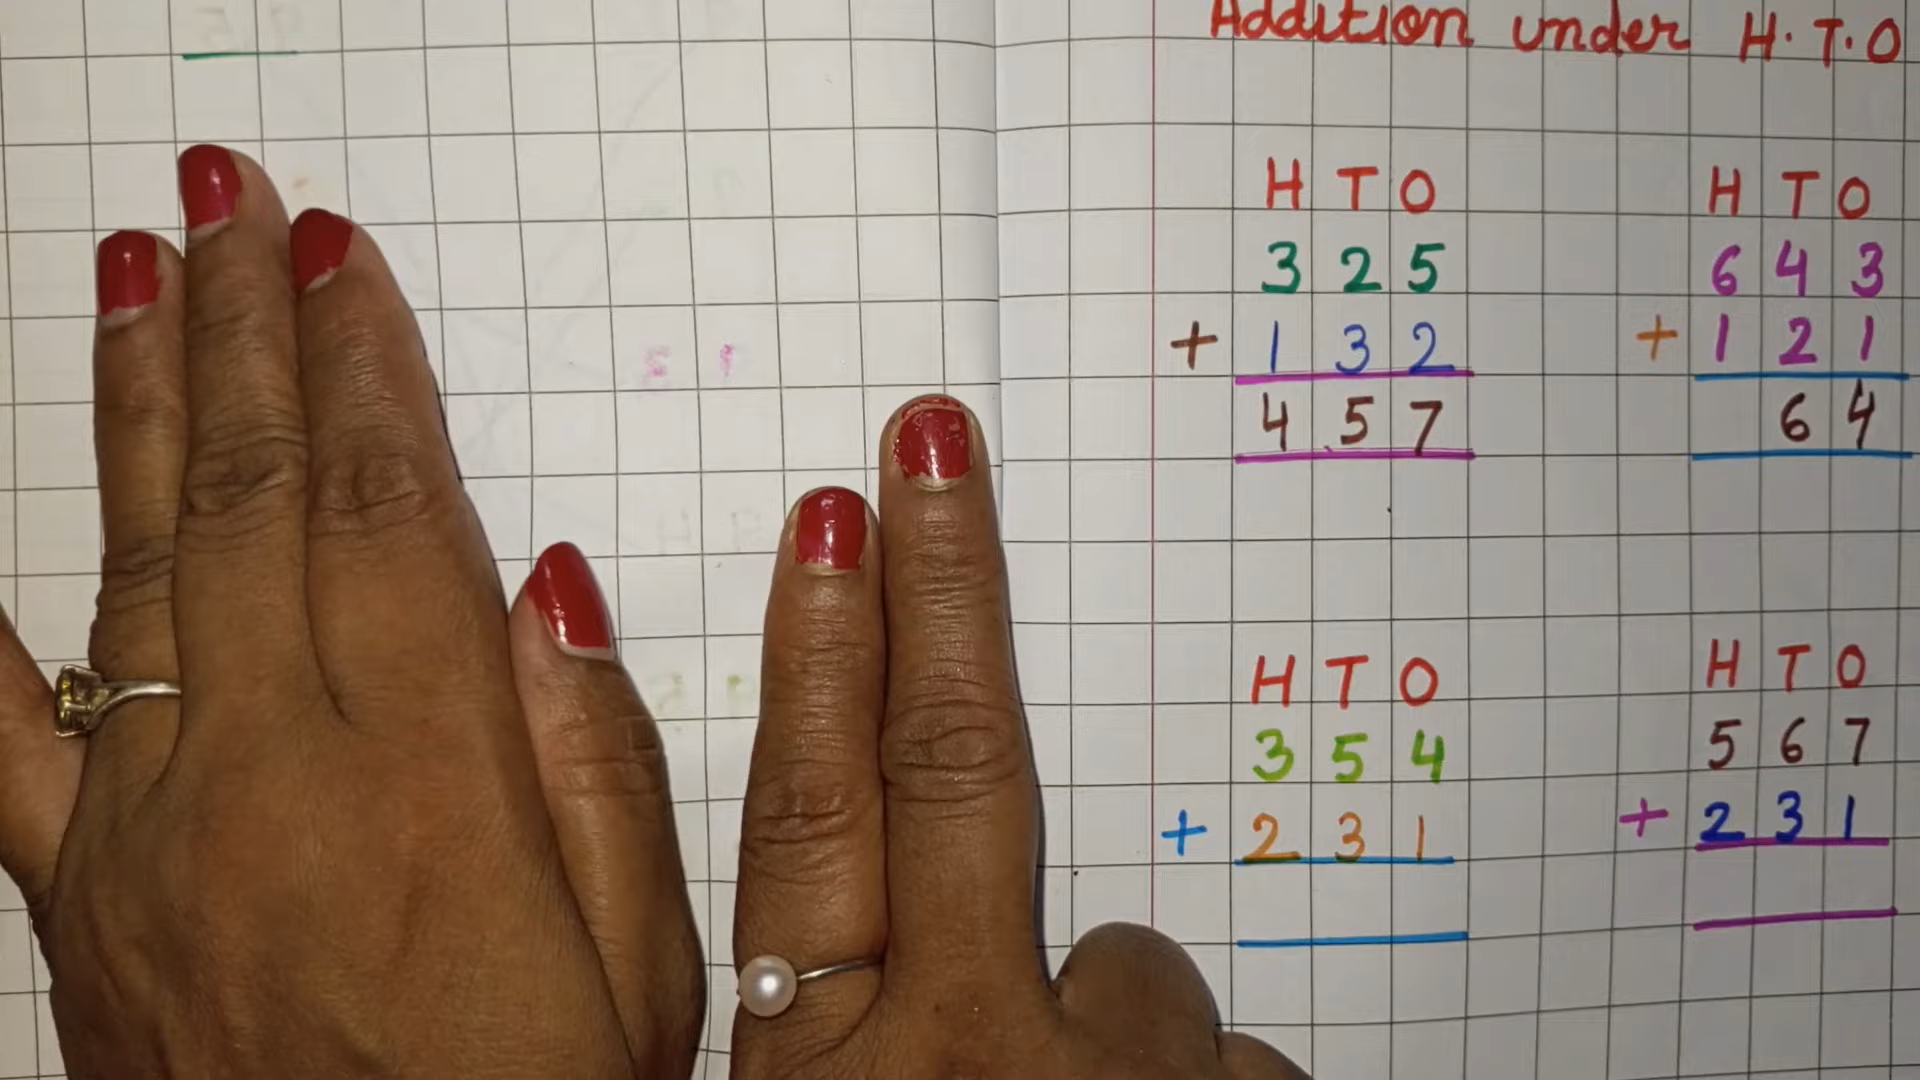 Addition under H.T.O
H T O
3 2 5
+ 1 3 2
4 5 7
H T O
6 4 3
+ 1 2 1
6 4
H T O
3 5 4
+ 2 3 1
H T O
5 6 7
+ 2 3 1